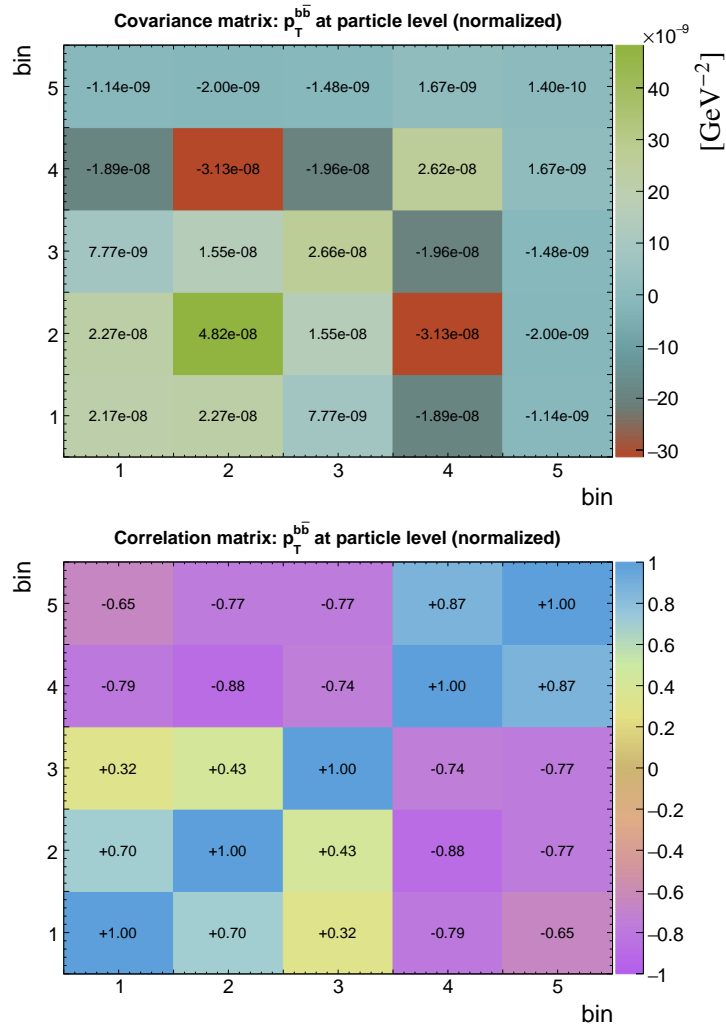 Covariance matrix: p_T^{bb̅} at particle level (normalized)
×10⁻⁹
[GeV⁻²]
bin
5 -1.14e-09 -2.00e-09 -1.48e-09 1.67e-09 1.40e-10
4 -1.89e-08 -3.13e-08 -1.96e-08 2.62e-08 1.67e-09
3 7.77e-09 1.55e-08 2.66e-08 -1.96e-08 -1.48e-09
2 2.27e-08 4.82e-08 1.55e-08 -3.13e-08 -2.00e-09
1 2.17e-08 2.27e-08 7.77e-09 -1.89e-08 -1.14e-09
1 2 3 4 5
bin
40
30
20
10
0
−10
−20
−30
Correlation matrix: p_T^{bb̅} at particle level (normalized)
bin
5 -0.65 -0.77 -0.77 +0.87 +1.00
4 -0.79 -0.88 -0.74 +1.00 +0.87
3 +0.32 +0.43 +1.00 -0.74 -0.77
2 +0.70 +1.00 +0.43 -0.88 -0.77
1 +1.00 +0.70 +0.32 -0.79 -0.65
1 2 3 4 5
bin
1
0.8
0.6
0.4
0.2
0
−0.2
−0.4
−0.6
−0.8
−1